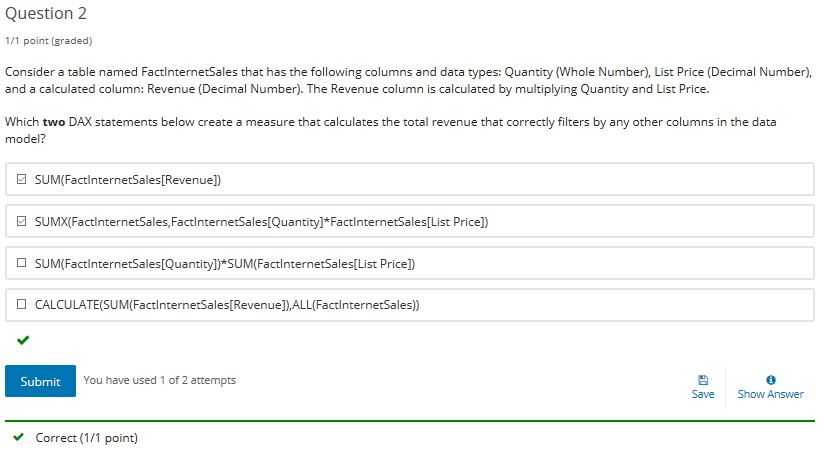 Question 2
1/1 point (graded)
Consider a table named FactInternetSales that has the following columns and data types: Quantity (Whole Number), List Price (Decimal Number),
and a calculated column: Revenue (Decimal Number). The Revenue column is calculated by multiplying Quantity and List Price.
Which two DAX statements below create a measure that calculates the total revenue that correctly filters by any other columns in the data
model?
SUM(FactInternetSales[Revenue])
SUMX(FactInternetSales,FactInternetSales[Quantity]*FactInternetSales[List Price])
SUM(FactInternetSales[Quantity])*SUM(FactInternetSales[List Price])
CALCULATE(SUM(FactInternetSales[Revenue]),ALL(FactInternetSales))
Submit You have used 1 of 2 attempts
Save Show Answer
Correct (1/1 point)